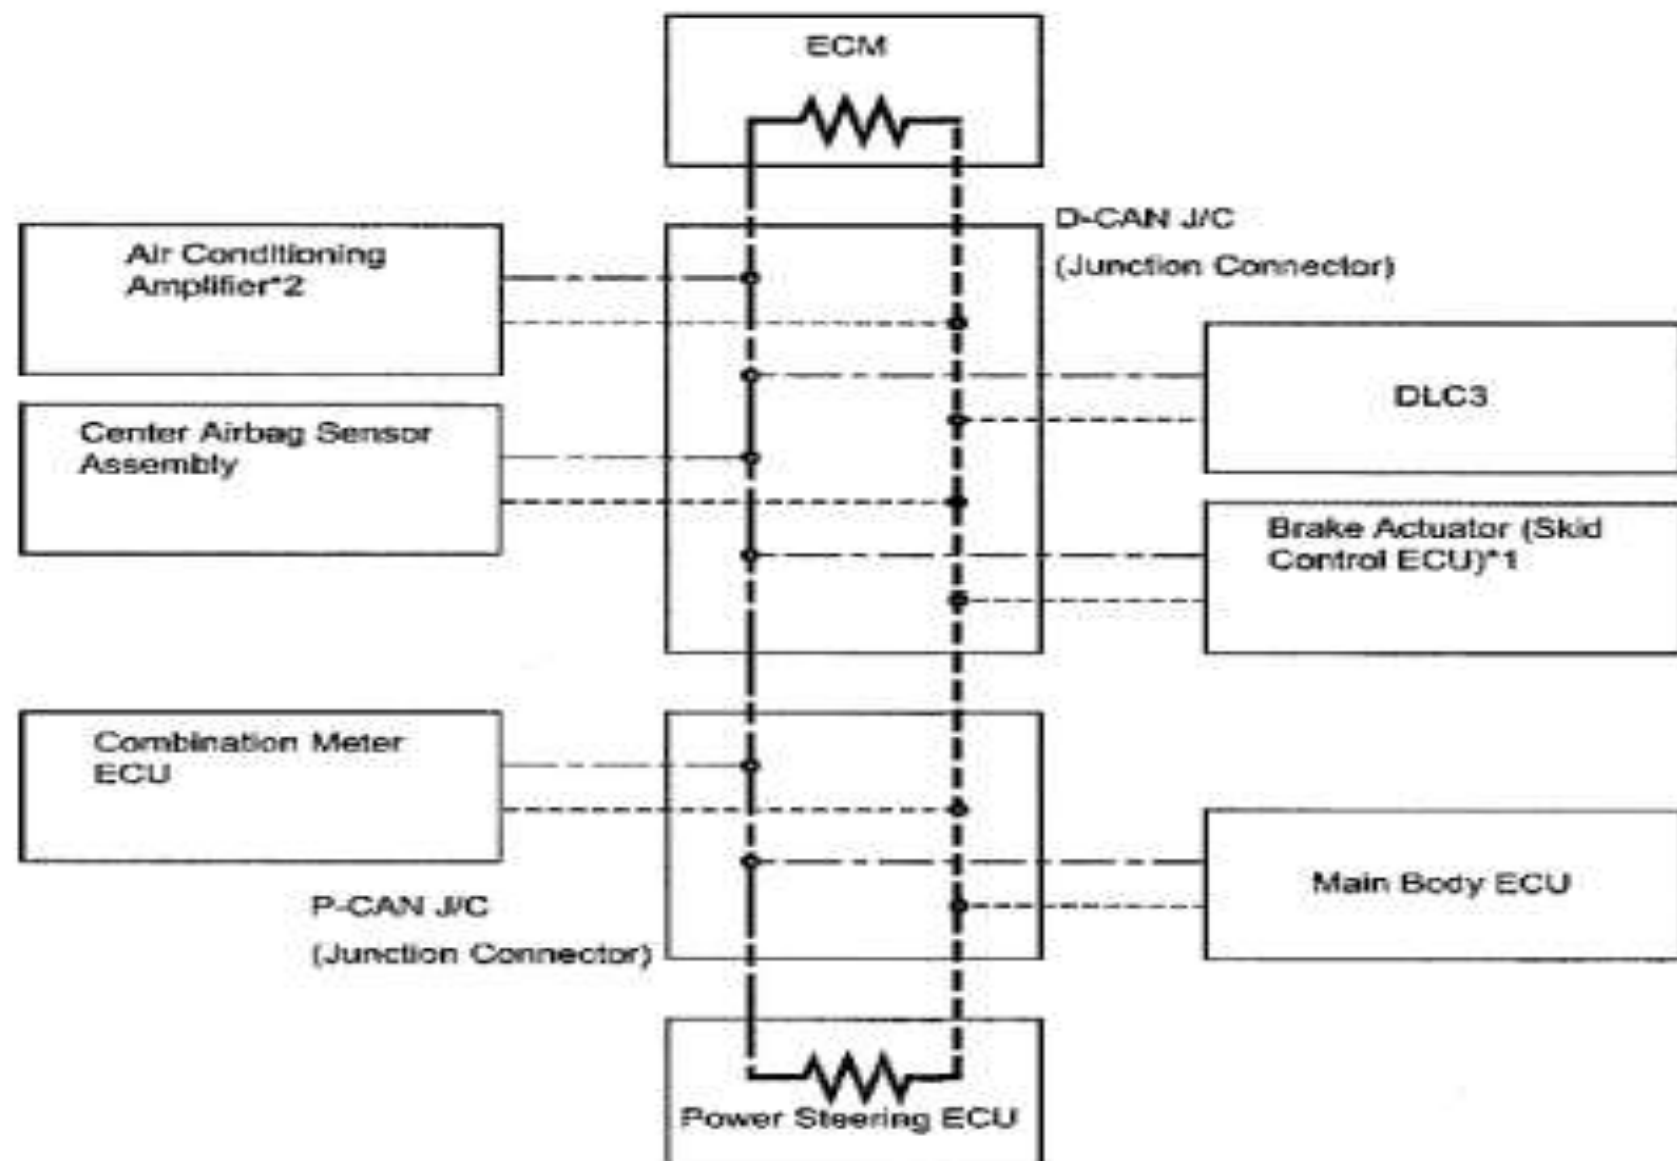 ECM
D-CAN J/C
(Junction Connector)
Air Conditioning
Amplifier*2
DLC3
Center Airbag Sensor
Assembly
Brake Actuator (Skid
Control ECU)*1
Combination Meter
ECU
Main Body ECU
P-CAN J/C
(Junction Connector)
Power Steering ECU